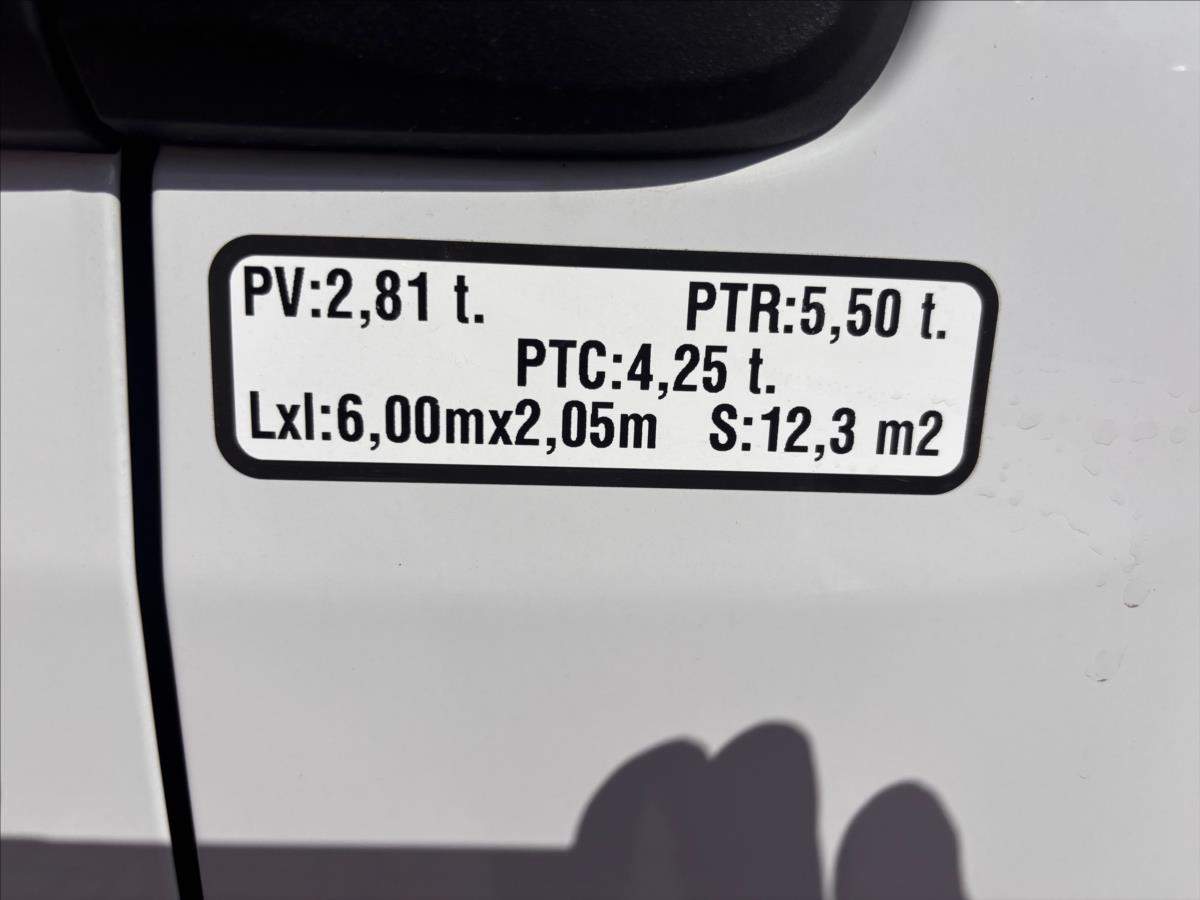 PV:2,81 t. PTR:5,50 t.
PTC:4,25 t.
Lxl:6,00mx2,05m S:12,3 m2